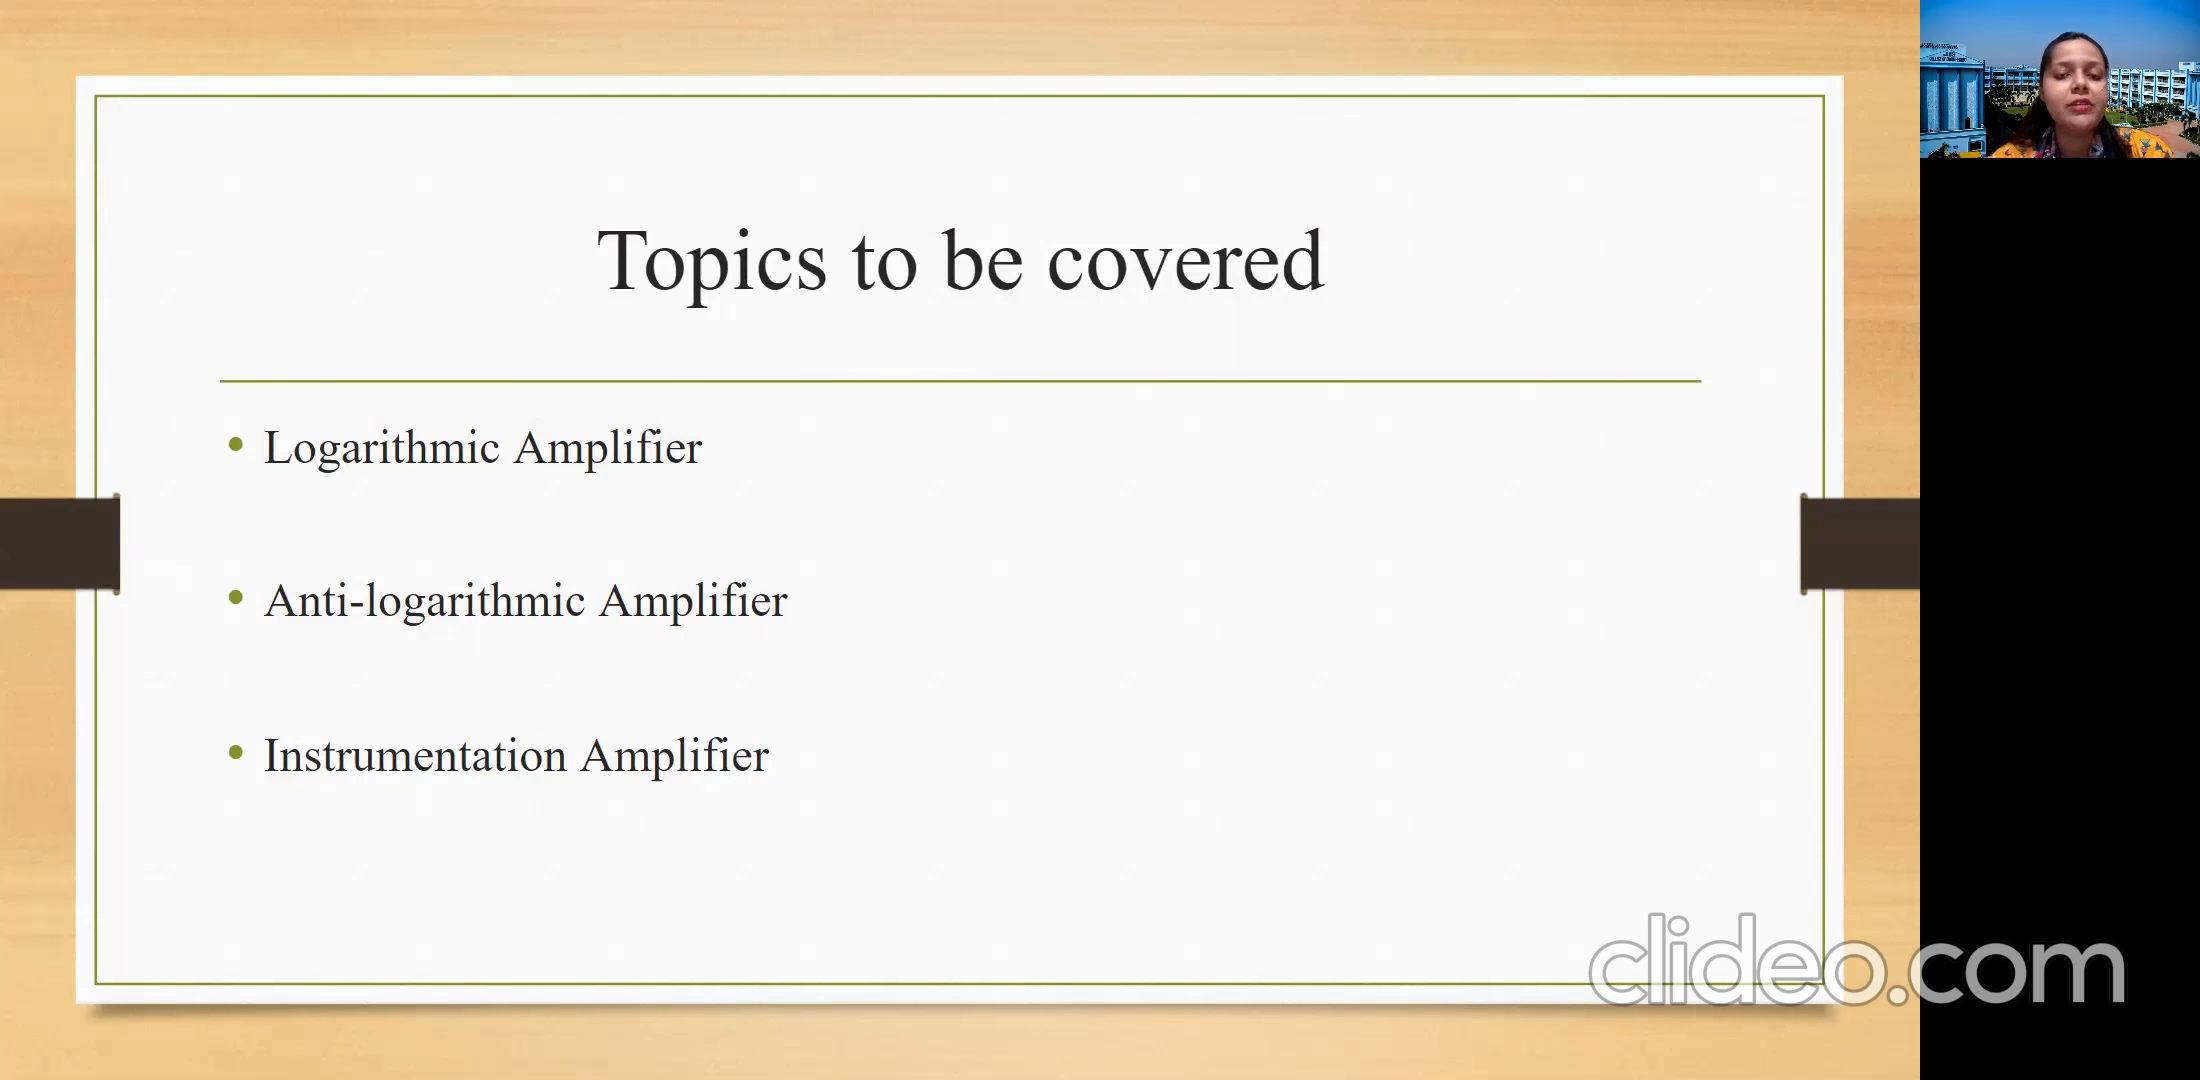 Topics to be covered
• Logarithmic Amplifier
• Anti-logarithmic Amplifier
• Instrumentation Amplifier
clideo.com